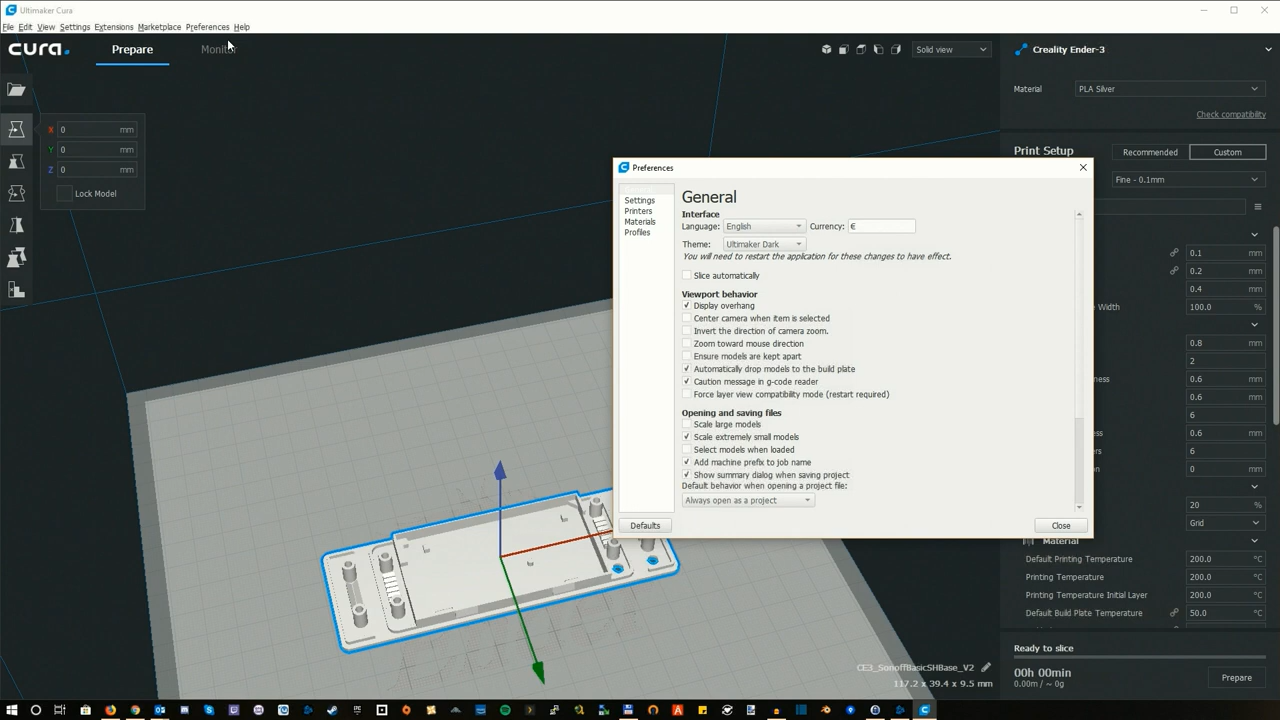 Ultimaker Cura
File Edit View Settings Extensions Marketplace Preferences Help
cura. Prepare Monitor Solid view Creality Ender-3
Material PLA Silver
Check compatibility
X 0 mm
Y 0 mm
Z 0 mm
Lock Model
Print Setup Recommended Custom
Fine - 0.1mm
Preferences
General
Settings
Printers
Materials
Profiles
Interface
Language: English Currency: €
Theme: Ultimaker Dark
You will need to restart the application for these changes to have effect.
Slice automatically
Viewport behavior
Display overhang
Center camera when item is selected
Invert the direction of camera zoom.
Zoom toward mouse direction
Ensure models are kept apart
Automatically drop models to the build plate
Caution message in g-code reader
Force layer view compatibility mode (restart required)
Opening and saving files
Scale large models
Scale extremely small models
Select models when loaded
Add machine prefix to job name
Show summary dialog when saving project
Default behavior when opening a project file:
Always open as a project
Defaults Close
0.1 mm
0.2 mm
0.4 mm
Width 100.0 %
0.8 mm
2
0.6 mm
0.6 mm
6
0.6 mm
6
0 mm
20 %
Grid
Material
Default Printing Temperature 200.0 °C
Printing Temperature 200.0 °C
Printing Temperature Initial Layer 200.0 °C
Default Build Plate Temperature 50.0 °C
Ready to slice
00h 00min
0.00m / ~ 0g
Prepare
CE3_SonoffBasicSHBase_V2
117.2 x 39.4 x 9.5 mm